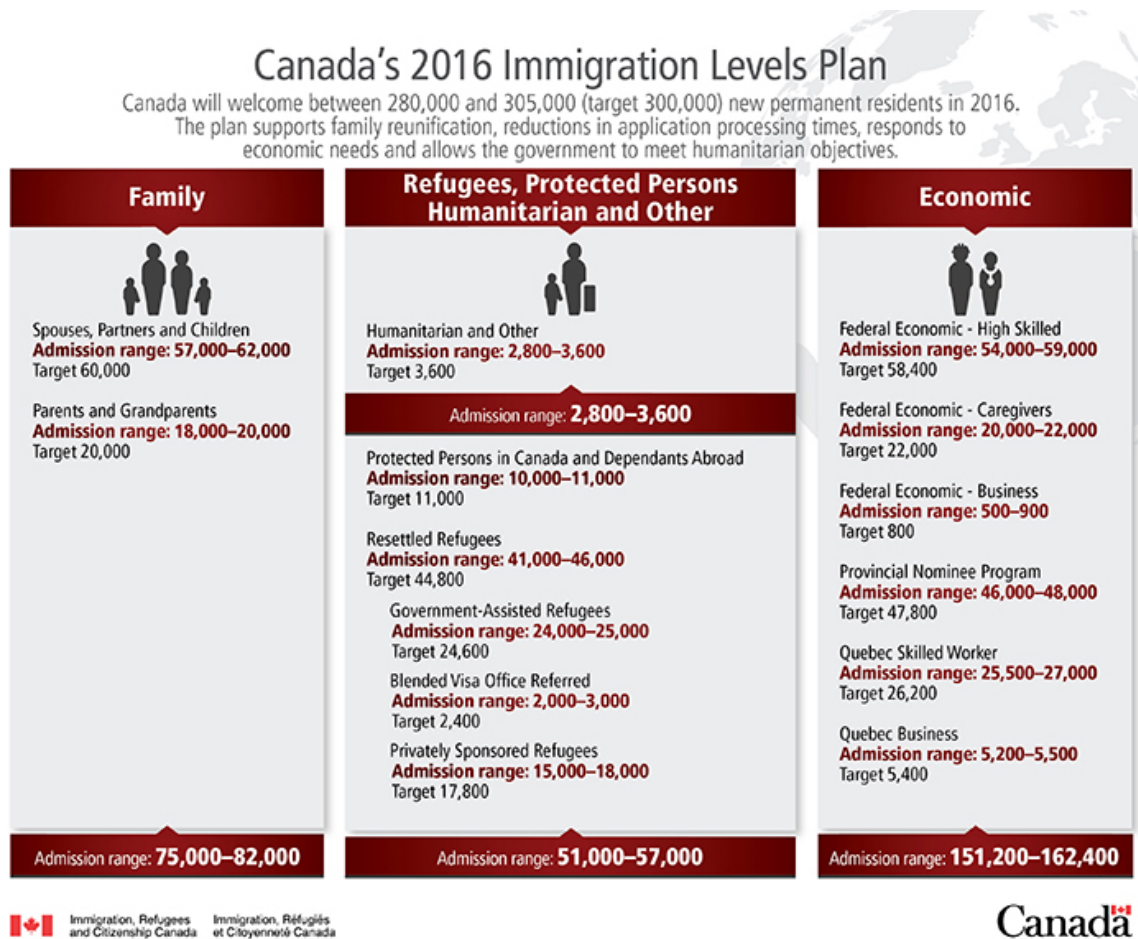 Canada's 2016 Immigration Levels Plan
Canada will welcome between 280,000 and 305,000 (target 300,000) new permanent residents in 2016.
The plan supports family reunification, reductions in application processing times, responds to
economic needs and allows the government to meet humanitarian objectives.
Family
Spouses, Partners and Children
Admission range: 57,000–62,000
Target 60,000
Parents and Grandparents
Admission range: 18,000–20,000
Target 20,000
Admission range: 75,000–82,000
Refugees, Protected Persons
Humanitarian and Other
Humanitarian and Other
Admission range: 2,800–3,600
Target 3,600
Admission range: 2,800–3,600
Protected Persons in Canada and Dependants Abroad
Admission range: 10,000–11,000
Target 11,000
Resettled Refugees
Admission range: 41,000–46,000
Target 44,800
Government-Assisted Refugees
Admission range: 24,000–25,000
Target 24,600
Blended Visa Office Referred
Admission range: 2,000–3,000
Target 2,400
Privately Sponsored Refugees
Admission range: 15,000–18,000
Target 17,800
Admission range: 51,000–57,000
Economic
Federal Economic - High Skilled
Admission range: 54,000–59,000
Target 58,400
Federal Economic - Caregivers
Admission range: 20,000–22,000
Target 22,000
Federal Economic - Business
Admission range: 500–900
Target 800
Provincial Nominee Program
Admission range: 46,000–48,000
Target 47,800
Quebec Skilled Worker
Admission range: 25,500–27,000
Target 26,200
Quebec Business
Admission range: 5,200–5,500
Target 5,400
Admission range: 151,200–162,400
Immigration, Refugees
and Citizenship Canada
Immigration, Réfugiés
et Citoyenneté Canada
Canada